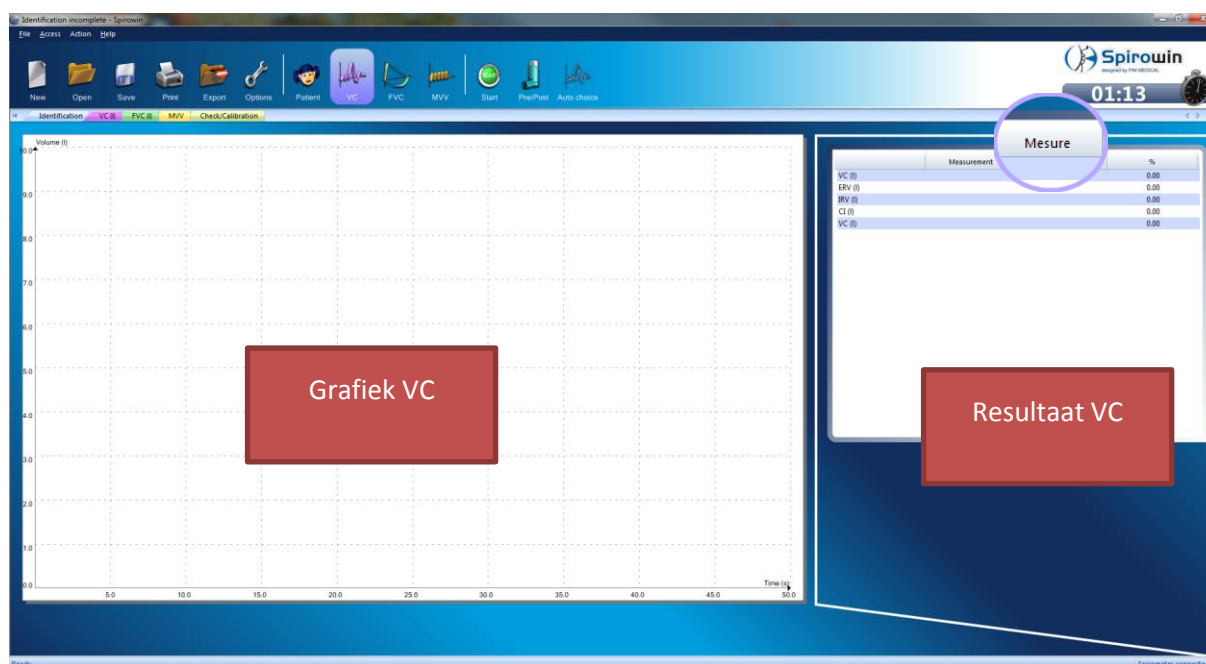 Identification incomplete - Spirowin
File Access Action Help
New Open Save Print Export Options Patient VC FVC MVV Start Pre/Post Auto choice
Spirowin
designed by FIM MEDICAL
01:13
Identification VC (l) FVC (l) MVV Check/Calibration
Mesure
Measurement %
VC (l) 0.00
ERV (l) 0.00
IRV (l) 0.00
CI (l) 0.00
VC (l) 0.00
Volume (l)
10.0
9.0
8.0
7.0
6.0
5.0
4.0
3.0
2.0
1.0
0.0
Grafiek VC
Resultaat VC
Time (s)
5.0 10.0 15.0 20.0 25.0 30.0 35.0 40.0 45.0 50.0